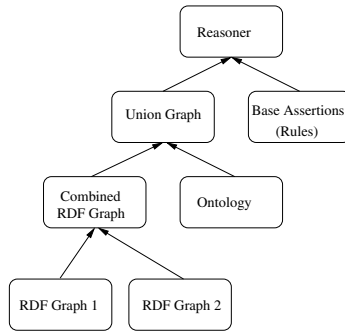 Reasoner
Union Graph
Base Assertions
(Rules)
Combined
RDF Graph
Ontology
RDF Graph 1
RDF Graph 2